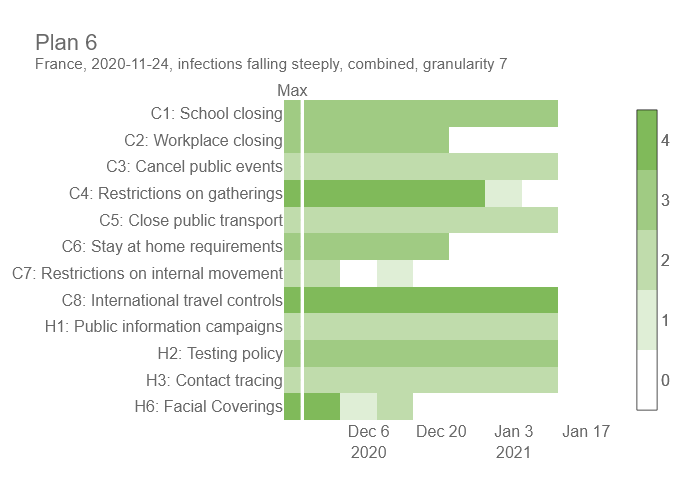 Plan 6
France, 2020-11-24, infections falling steeply, combined, granularity 7
Max
C1: School closing
C2: Workplace closing
C3: Cancel public events
C4: Restrictions on gatherings
C5: Close public transport
C6: Stay at home requirements
C7: Restrictions on internal movement
C8: International travel controls
H1: Public information campaigns
H2: Testing policy
H3: Contact tracing
H6: Facial Coverings
Dec 6 Dec 20 Jan 3 Jan 17
2020 2021
4
3
2
1
0